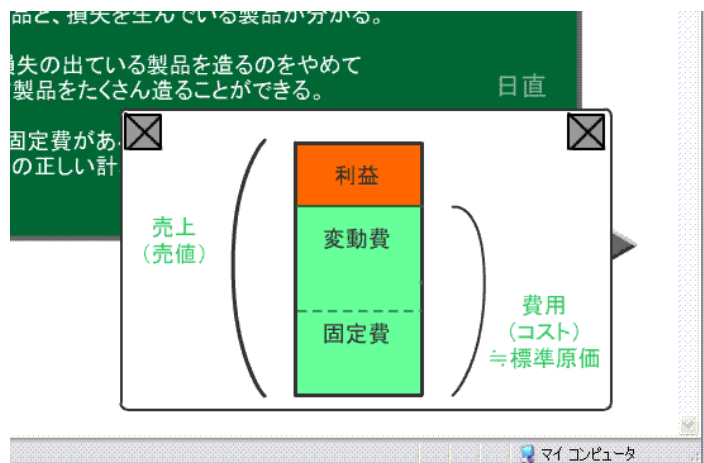 品と、損失を生んでいる製品が分かる。
損失の出ている製品を造るのをやめて
製品をたくさん造ることができる。
日直
固定費があ
の正しい計
利益
売上
（売値）
変動費
固定費
費用
（コスト）
≒標準原価
マイ コンピュータ